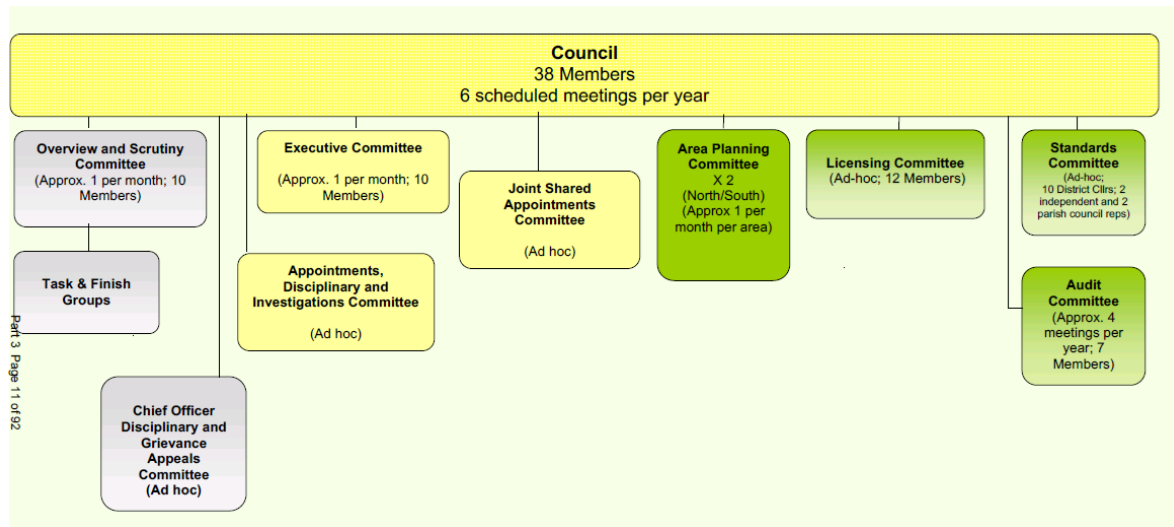 Council
38 Members
6 scheduled meetings per year
Overview and Scrutiny
Committee
(Approx. 1 per month; 10
Members)
Executive Committee
(Approx. 1 per month; 10
Members)
Joint Shared
Appointments
Committee
(Ad hoc)
Area Planning
Committee
X 2
(North/South)
(Approx 1 per
month per area)
Licensing Committee
(Ad-hoc; 12 Members)
Standards
Committee
(Ad-hoc;
10 District Cllrs; 2
independent and 2
parish council reps)
Task & Finish
Groups
Appointments,
Disciplinary and
Investigations Committee
(Ad hoc)
Audit
Committee
(Approx. 4
meetings per
year; 7
Members)
Chief Officer
Disciplinary and
Grievance
Appeals
Committee
(Ad hoc)
Part 3 Page 11 of 92